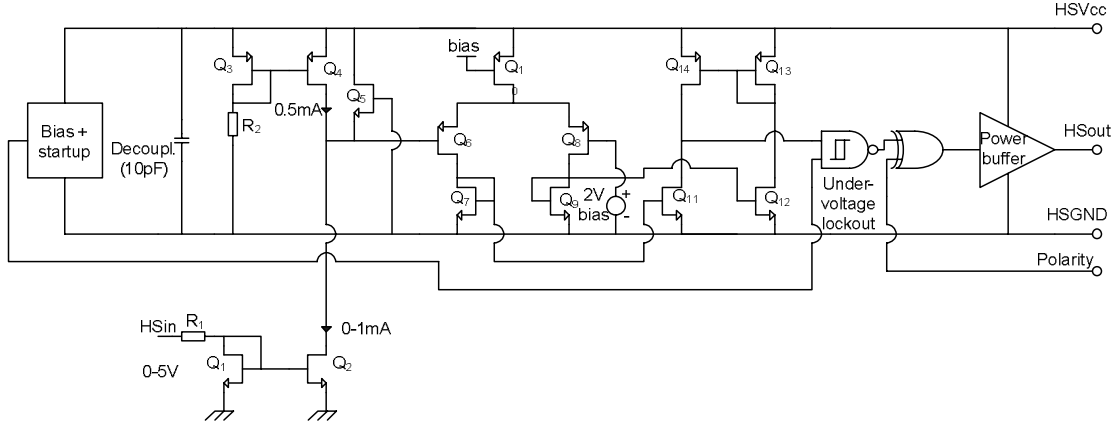 HSVcc
bias
Q3
Q4
Q1
0
Q14
Q13
Q5
0.5mA
Bias +
startup
Decoupl.
(10pF)
R2
Q6
Q8
Power
buffer
HSout
Q7
Q9
2V
bias
+
-
Q11
Q12
Under-
voltage
lockout
HSGND
Polarity
HSin
R1
0-1mA
Q1
Q2
0-5V